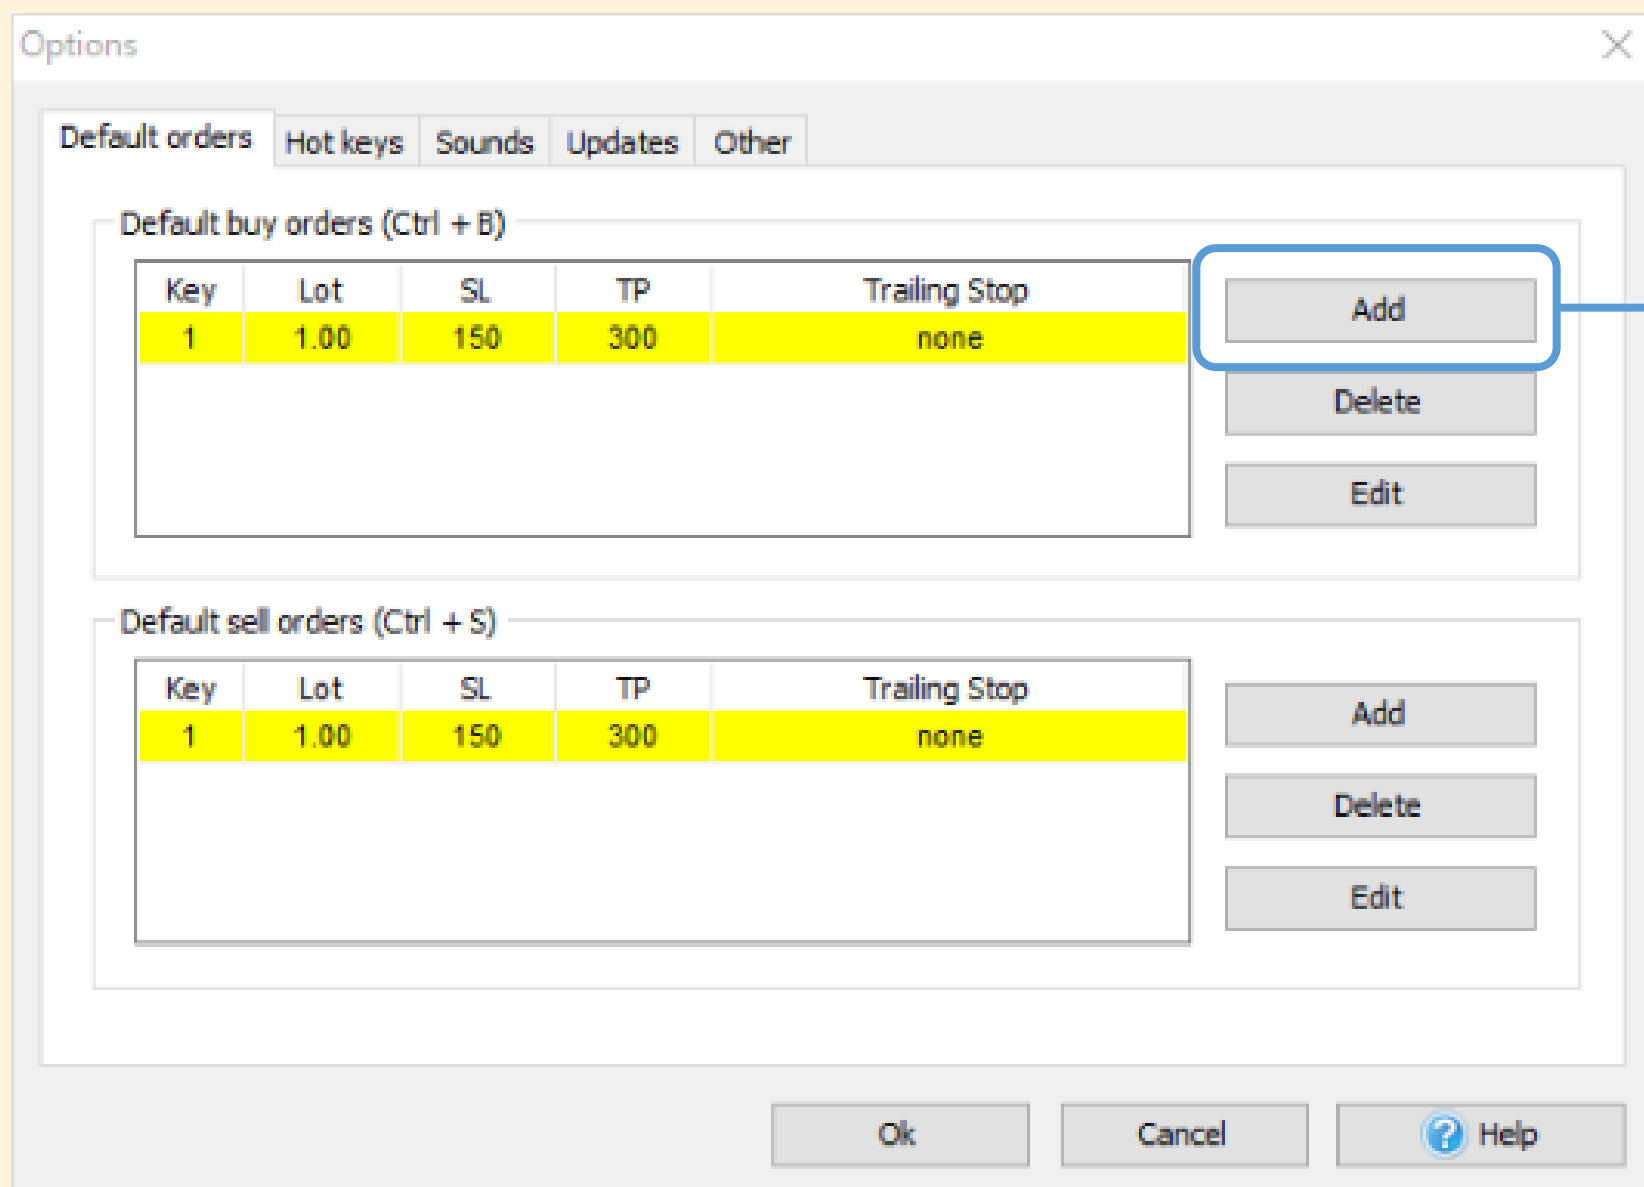 Options
Default orders Hot keys Sounds Updates Other
Default buy orders (Ctrl + B)
Key Lot SL TP Trailing Stop
1 1.00 150 300 none
Add
Delete
Edit
Default sell orders (Ctrl + S)
Key Lot SL TP Trailing Stop
1 1.00 150 300 none
Add
Delete
Edit
Ok Cancel Help